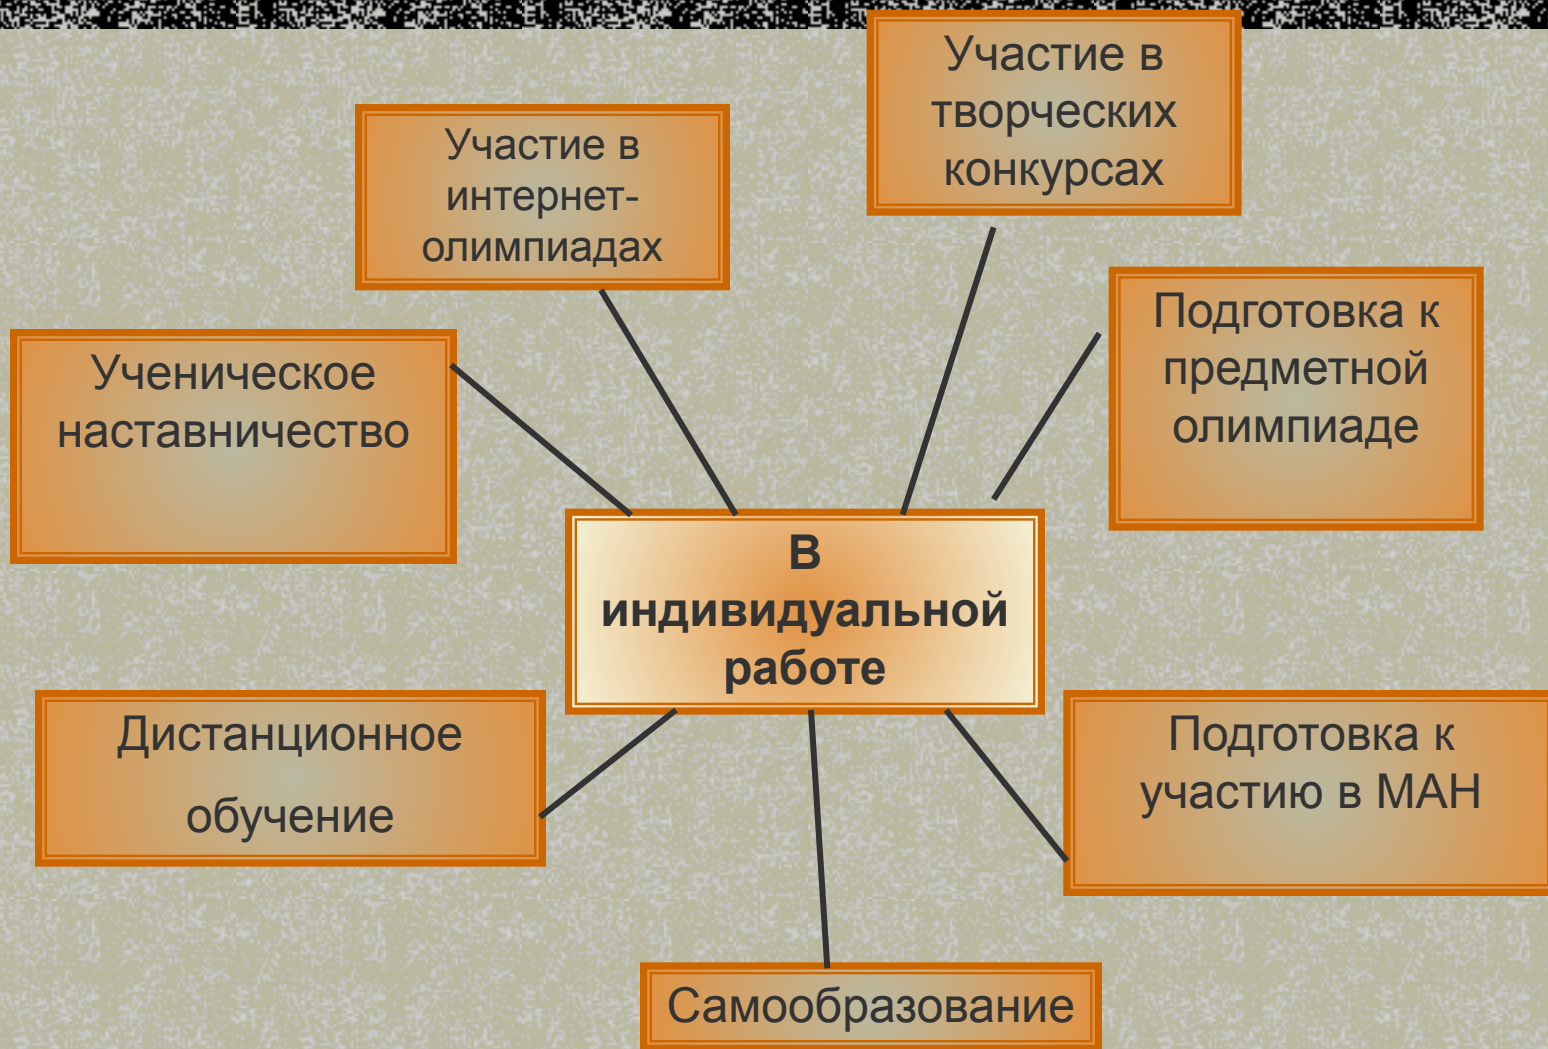 Участие в
творческих
конкурсах
Участие в
интернет-
олимпиадах
Подготовка к
предметной
олимпиаде
Ученическое
наставничество
В
индивидуальной
работе
Дистанционное
обучение
Подготовка к
участию в МАН
Самообразование